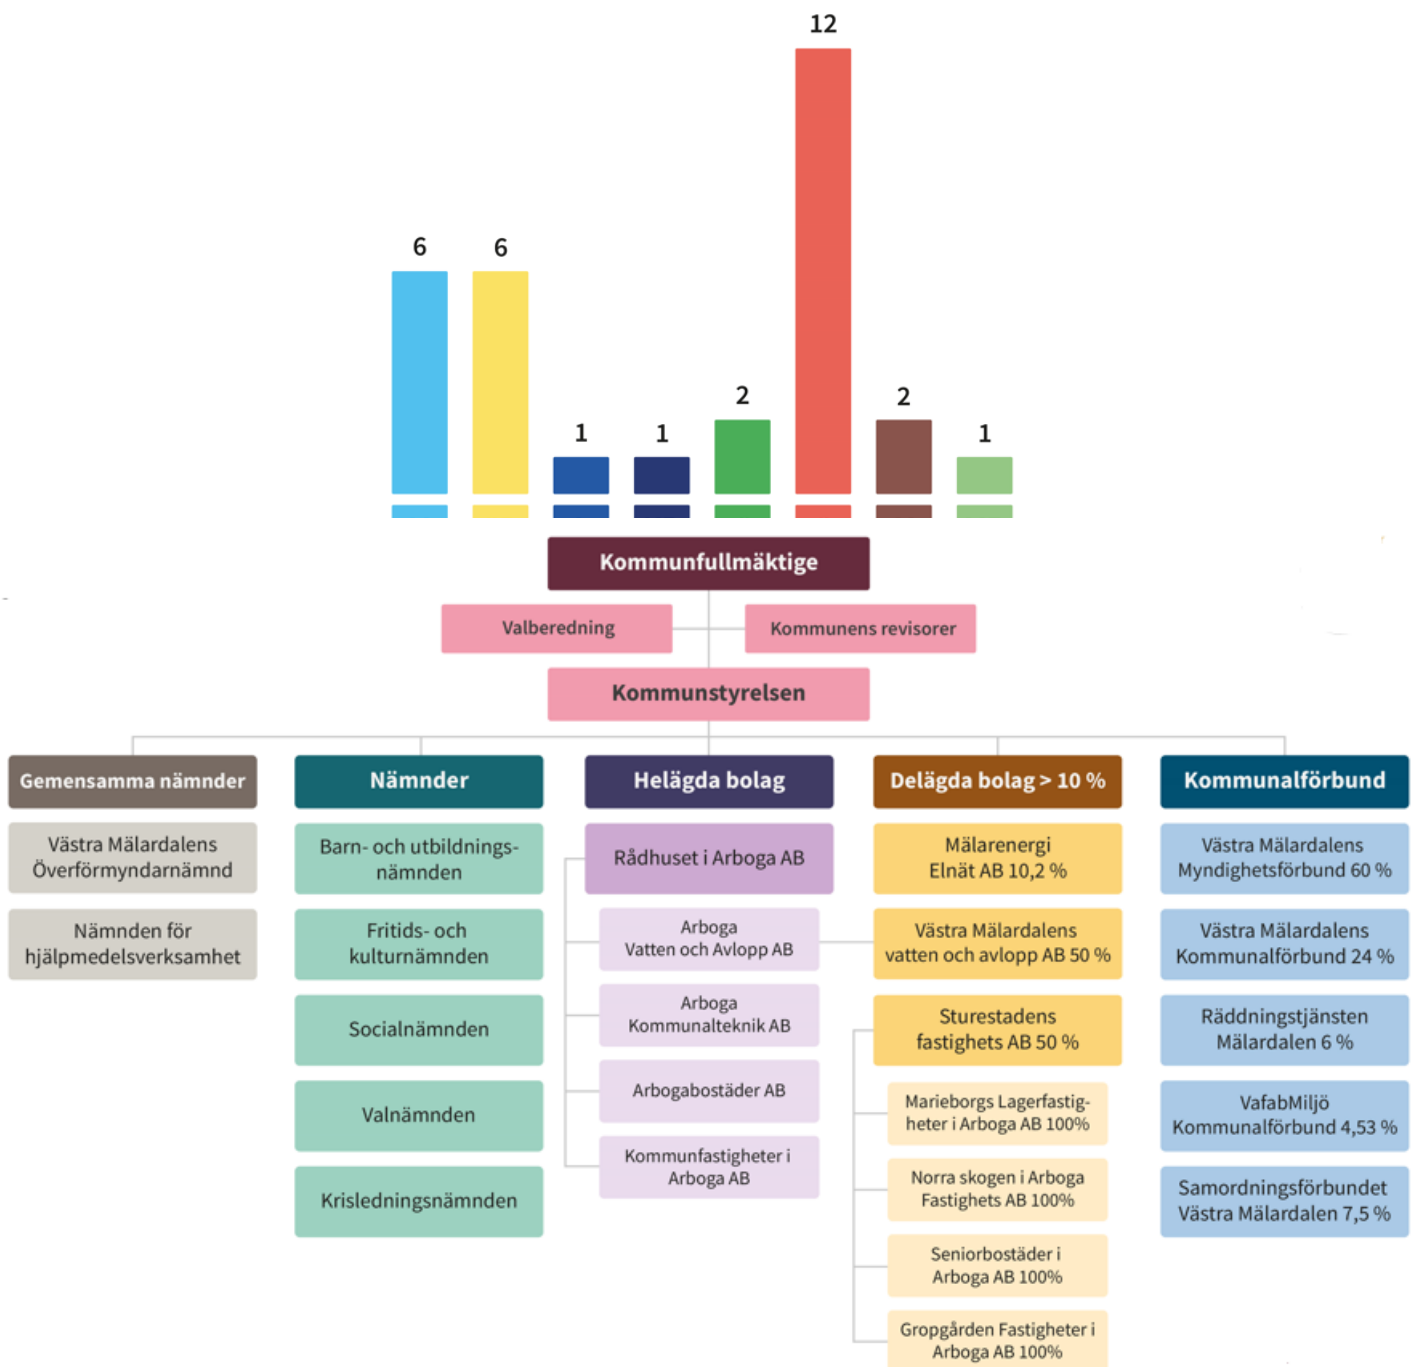 12
6
6
1
1
2
2
1
Kommunfullmäktige
Valberedning
Kommunens revisorer
Kommunstyrelsen
Gemensamma nämnder
Västra Mälardalens
Överförmyndarnämnd
Nämnden för
hjälpmedelsverksamhet
Nämnder
Barn- och utbildnings-
nämnden
Fritids- och
kulturnämnden
Socialnämnden
Valnämnden
Krisledningsnämnden
Helägda bolag
Rådhuset i Arboga AB
Arboga
Vatten och Avlopp AB
Arboga
Kommunalteknik AB
Arbogabostäder AB
Kommunfastigheter i
Arboga AB
Delägda bolag > 10 %
Mälarenergi
Elnät AB 10,2 %
Västra Mälardalens
vatten och avlopp AB 50 %
Sturestadens
fastighets AB 50 %
Marieborgs Lagerfastig-
heter i Arboga AB 100%
Norra skogen i Arboga
Fastighets AB 100%
Seniorbostäder i
Arboga AB 100%
Gropgården Fastigheter i
Arboga AB 100%
Kommunalförbund
Västra Mälardalens
Myndighetsförbund 60 %
Västra Mälardalens
Kommunalförbund 24 %
Räddningstjänsten
Mälardalen 6 %
VafabMiljö
Kommunalförbund 4,53 %
Samordningsförbundet
Västra Mälardalen 7,5 %